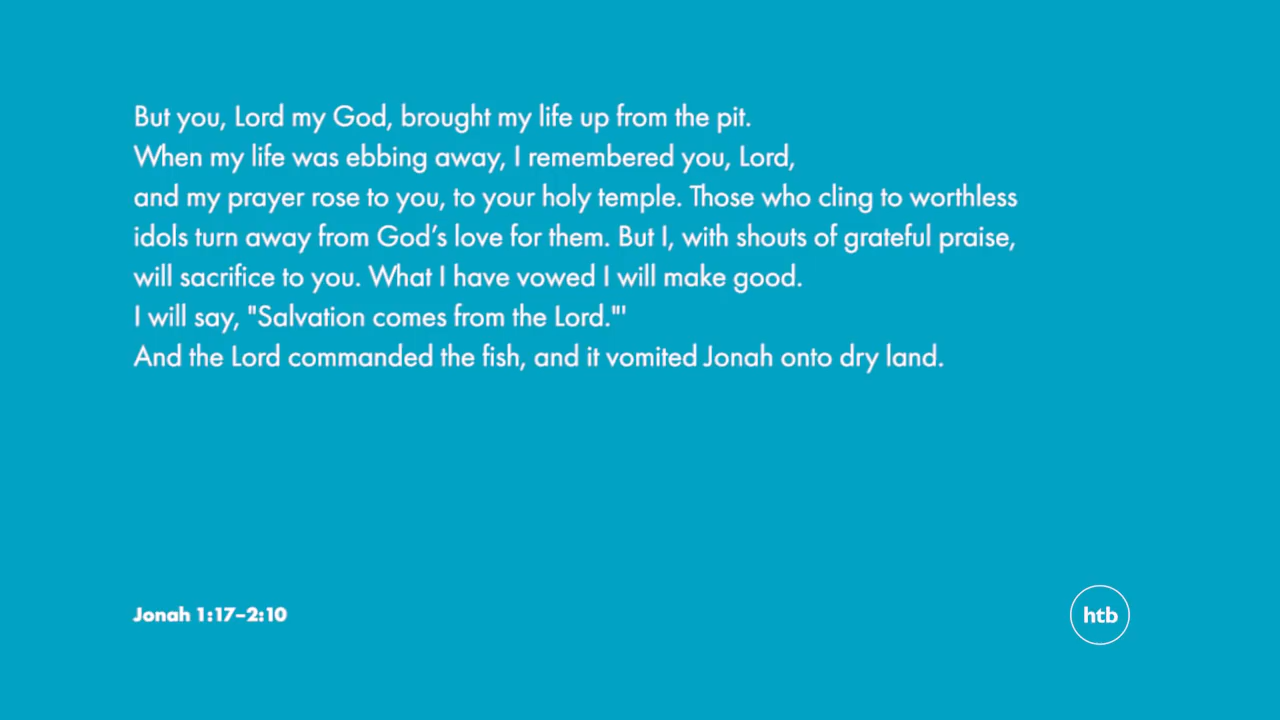 But you, Lord my God, brought my life up from the pit.
When my life was ebbing away, I remembered you, Lord,
and my prayer rose to you, to your holy temple. Those who cling to worthless
idols turn away from God’s love for them. But I, with shouts of grateful praise,
will sacrifice to you. What I have vowed I will make good.
I will say, "Salvation comes from the Lord."'
And the Lord commanded the fish, and it vomited Jonah onto dry land.
Jonah 1:17–2:10
htb